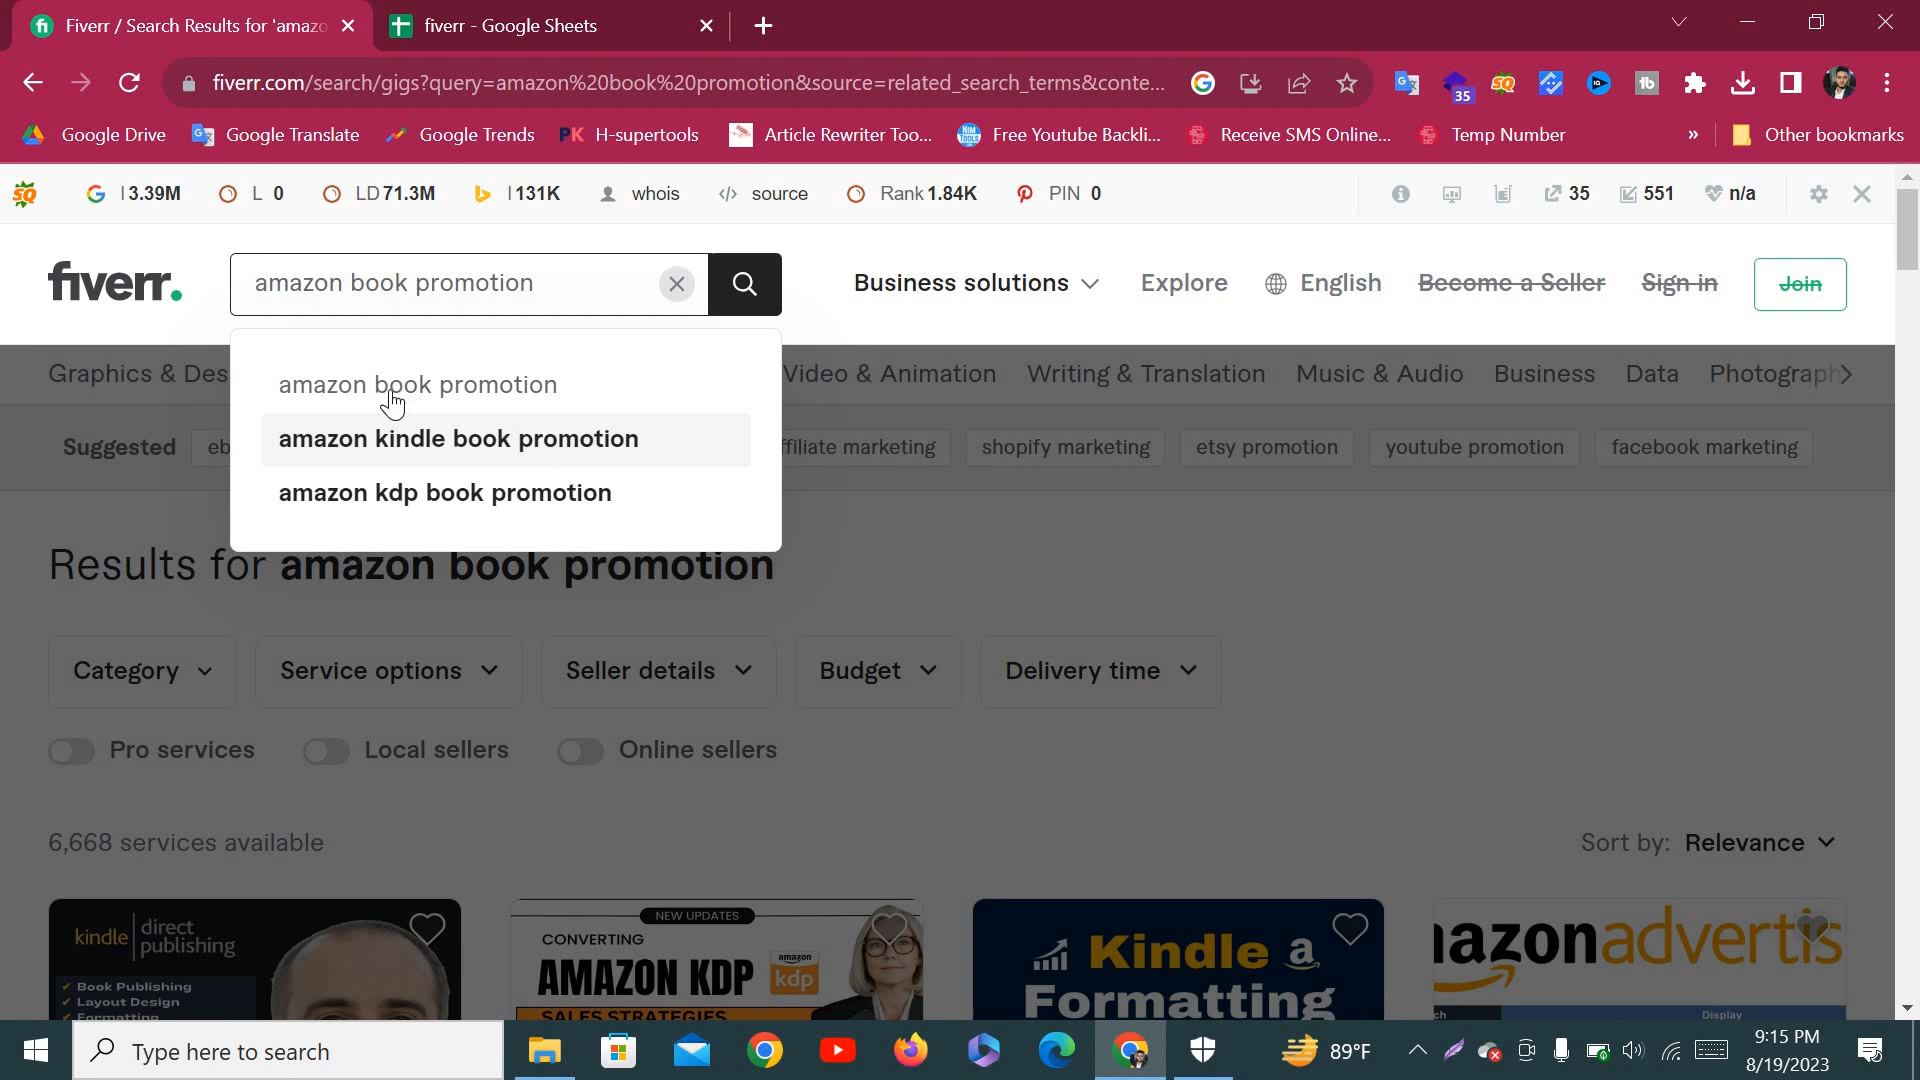 Fiverr / Search Results for 'amazo
fiverr - Google Sheets
fiverr.com/search/gigs?query=amazon%20book%20promotion&source=related_search_terms&conte...
35
Google Drive
Google Translate
Google Trends
PK H-supertools
Article Rewriter Too...
Free Youtube Backli...
Receive SMS Online...
Temp Number
»
Other bookmarks
SQ
I 3.39M
L 0
LD 71.3M
I 131K
whois
source
Rank 1.84K
PIN 0
35
551
n/a
fiverr.
amazon book promotion
Business solutions
Explore
English
Become a Seller
Sign in
Join
amazon book promotion
amazon kindle book promotion
amazon kdp book promotion
Graphics & Des
Video & Animation
Writing & Translation
Music & Audio
Business
Data
Photograph
Suggested
eb
ffiliate marketing
shopify marketing
etsy promotion
youtube promotion
facebook marketing
Results for amazon book promotion
Category
Service options
Seller details
Budget
Delivery time
Pro services
Local sellers
Online sellers
6,668 services available
Sort by: Relevance
kindle direct publishing
Book Publishing
Layout Design
Formatting
NEW UPDATES
CONVERTING
AMAZON KDP
amazon kdp
SALES STRATEGIES
Kindle a
Formatting
azonadvertis
ch
Display
Type here to search
89°F
9:15 PM
8/19/2023